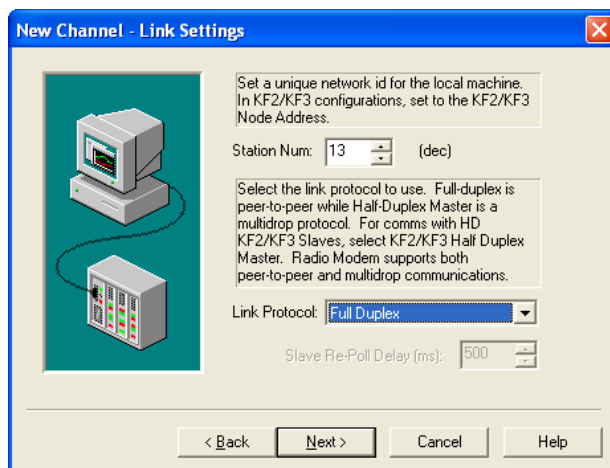 New Channel - Link Settings
Set a unique network id for the local machine.
In KF2/KF3 configurations, set to the KF2/KF3
Node Address.
Station Num: 13 (dec)
Select the link protocol to use. Full-duplex is
peer-to-peer while Half-Duplex Master is a
multidrop protocol. For comms with HD
KF2/KF3 Slaves, select KF2/KF3 Half Duplex
Master. Radio Modem supports both
peer-to-peer and multidrop communications.
Link Protocol: Full Duplex
Slave Re-Poll Delay (ms): 500
< Back Next > Cancel Help